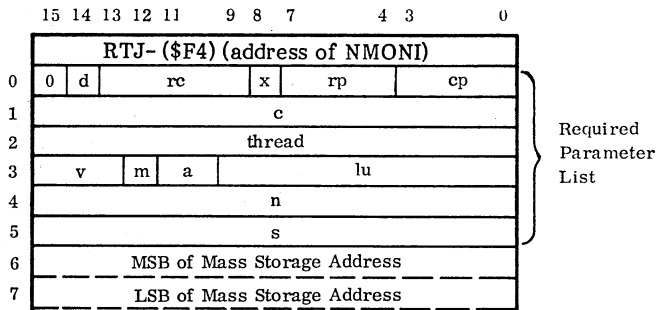 15 14 13 12 11 9 8 7 4 3 0
RTJ- ($F4) (address of NMONI)
0 0 d rc x rp cp
1 c
2 thread
3 v m a lu
4 n
5 s
6 MSB of Mass Storage Address
7 LSB of Mass Storage Address
Required
Parameter
List